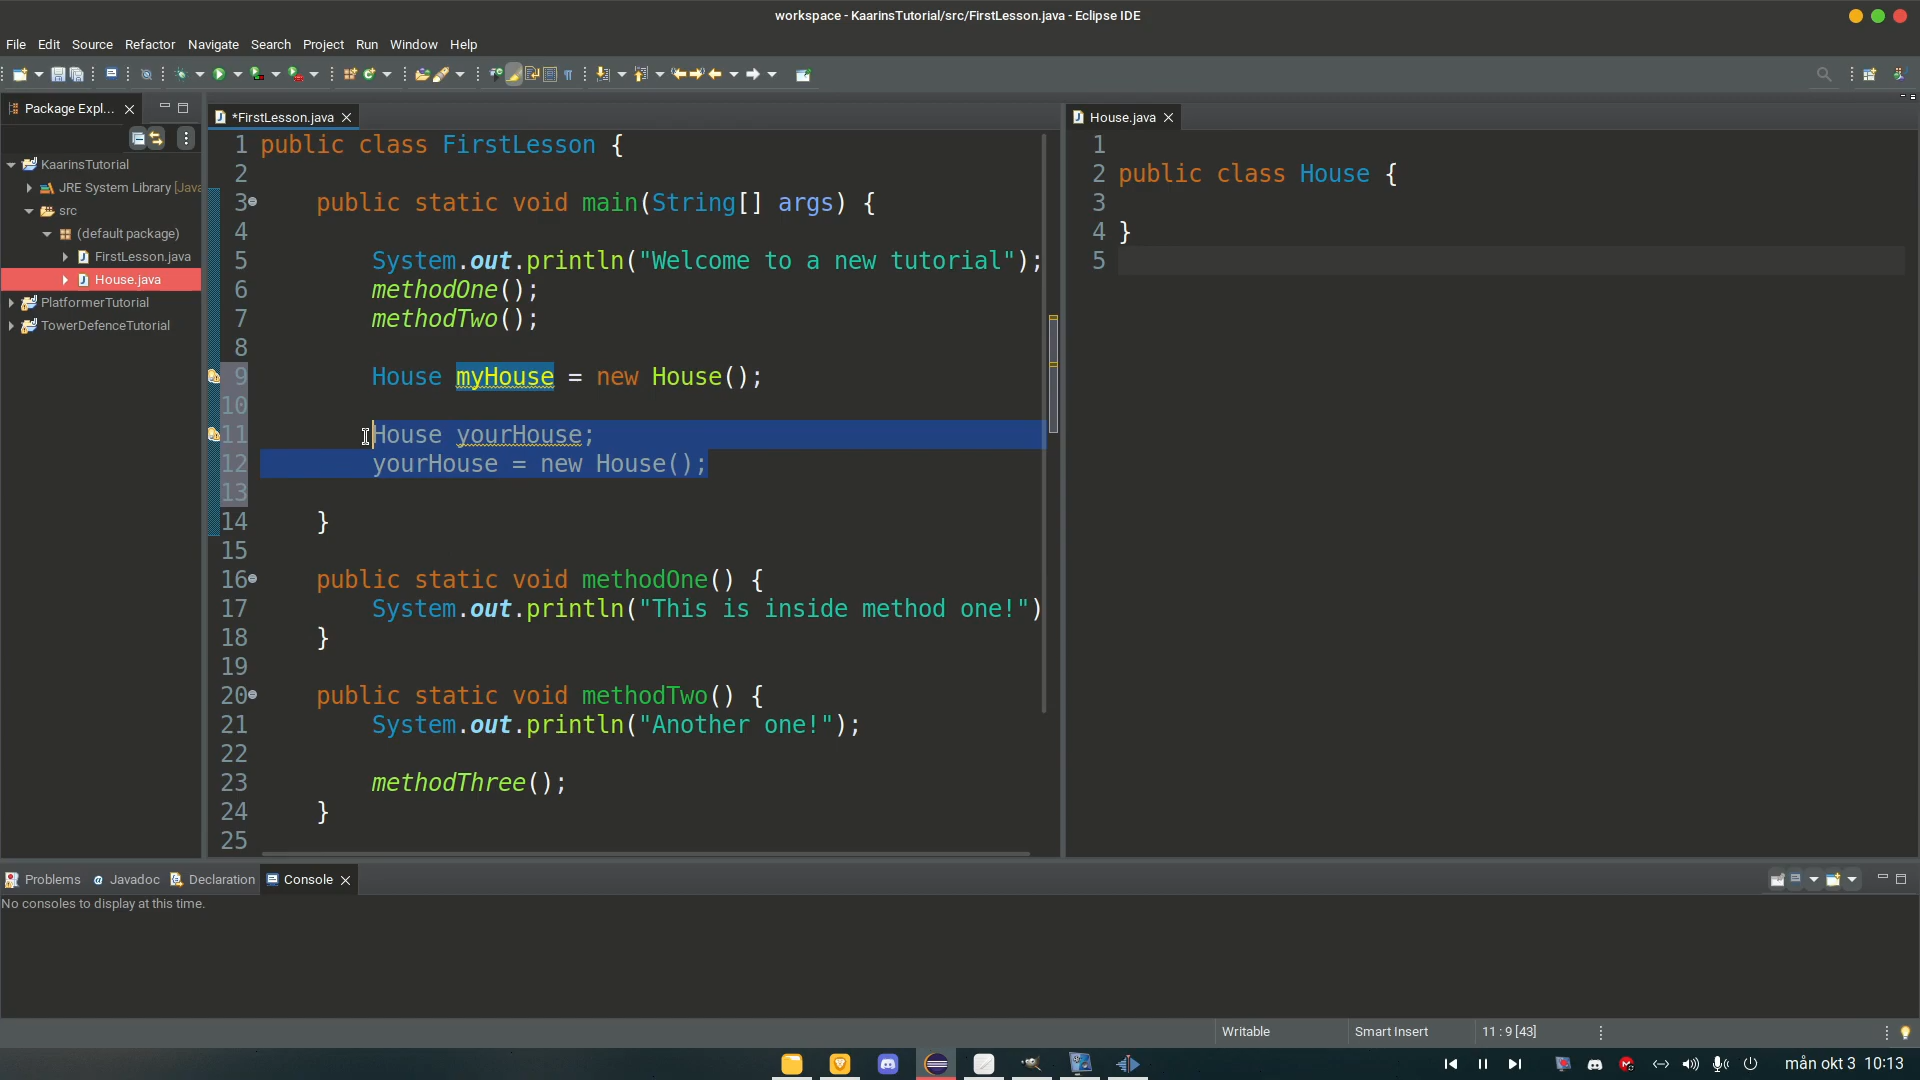 workspace - KaarinsTutorial/src/FirstLesson.java - Eclipse IDE
File Edit Source Refactor Navigate Search Project Run Window Help
Package Expl...
KaarinsTutorial
JRE System Library [Java
src
(default package)
FirstLesson.java
House.java
PlatformerTutorial
TowerDefenceTutorial
*FirstLesson.java
1 public class FirstLesson {
2
3 public static void main(String[] args) {
4
5 System.out.println("Welcome to a new tutorial");
6 methodOne();
7 methodTwo();
8
9 House myHouse = new House();
10
11 House yourHouse;
12 yourHouse = new House();
13
14 }
15
16 public static void methodOne() {
17 System.out.println("This is inside method one!")
18 }
19
20 public static void methodTwo() {
21 System.out.println("Another one!");
22
23 methodThree();
24 }
25
House.java
1
2 public class House {
3
4 }
5
Problems Javadoc Declaration Console
No consoles to display at this time.
Writable Smart Insert 11 : 9 [43]
mån okt 3 10:13